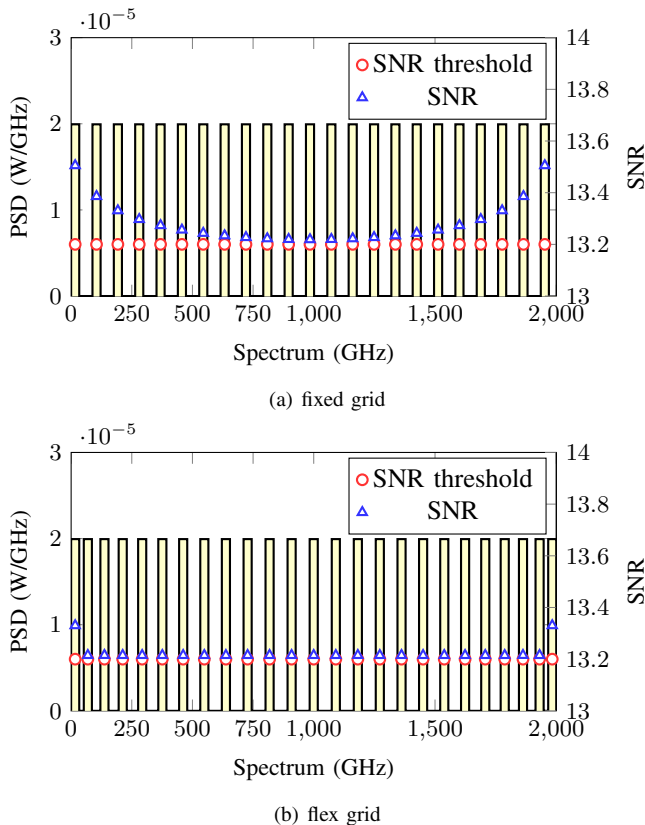 ·10⁻⁵
3
2
1
0
PSD (W/GHz)
14
13.8
13.6
13.4
13.2
13
SNR
SNR threshold
SNR
0 250 500 750 1,000 1,500 2,000
Spectrum (GHz)
(a) fixed grid
·10⁻⁵
3
2
1
0
PSD (W/GHz)
14
13.8
13.6
13.4
13.2
13
SNR
SNR threshold
SNR
0 250 500 750 1,000 1,500 2,000
Spectrum (GHz)
(b) flex grid